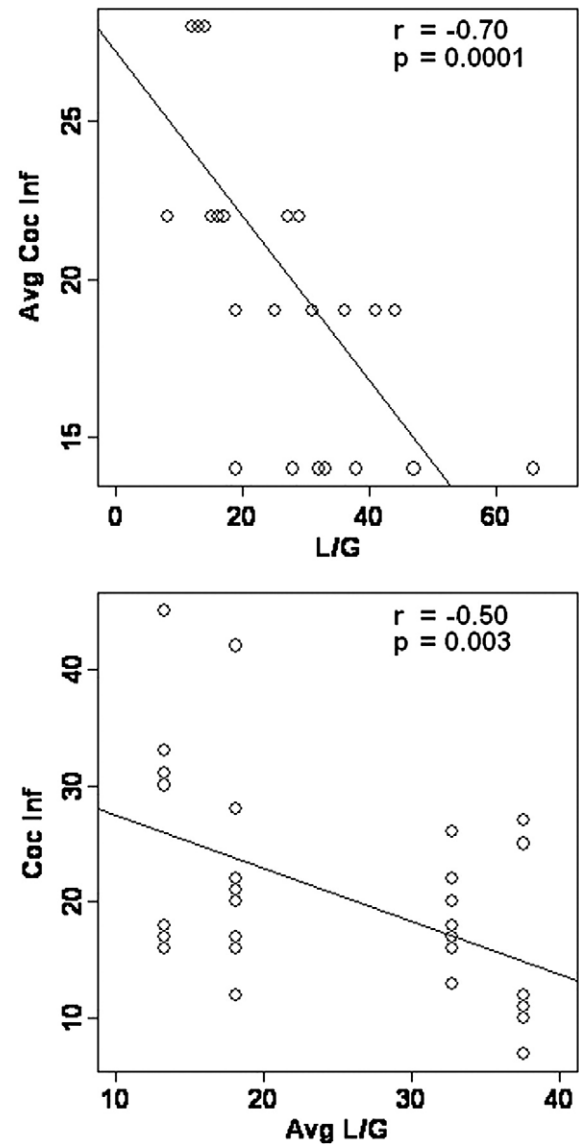 r = -0.70
p = 0.0001
25
20
15
Avg Coc Inf
0 20 40 60
L/G
r = -0.50
p = 0.003
40
30
20
10
Coc Inf
10 20 30 40
Avg L/G